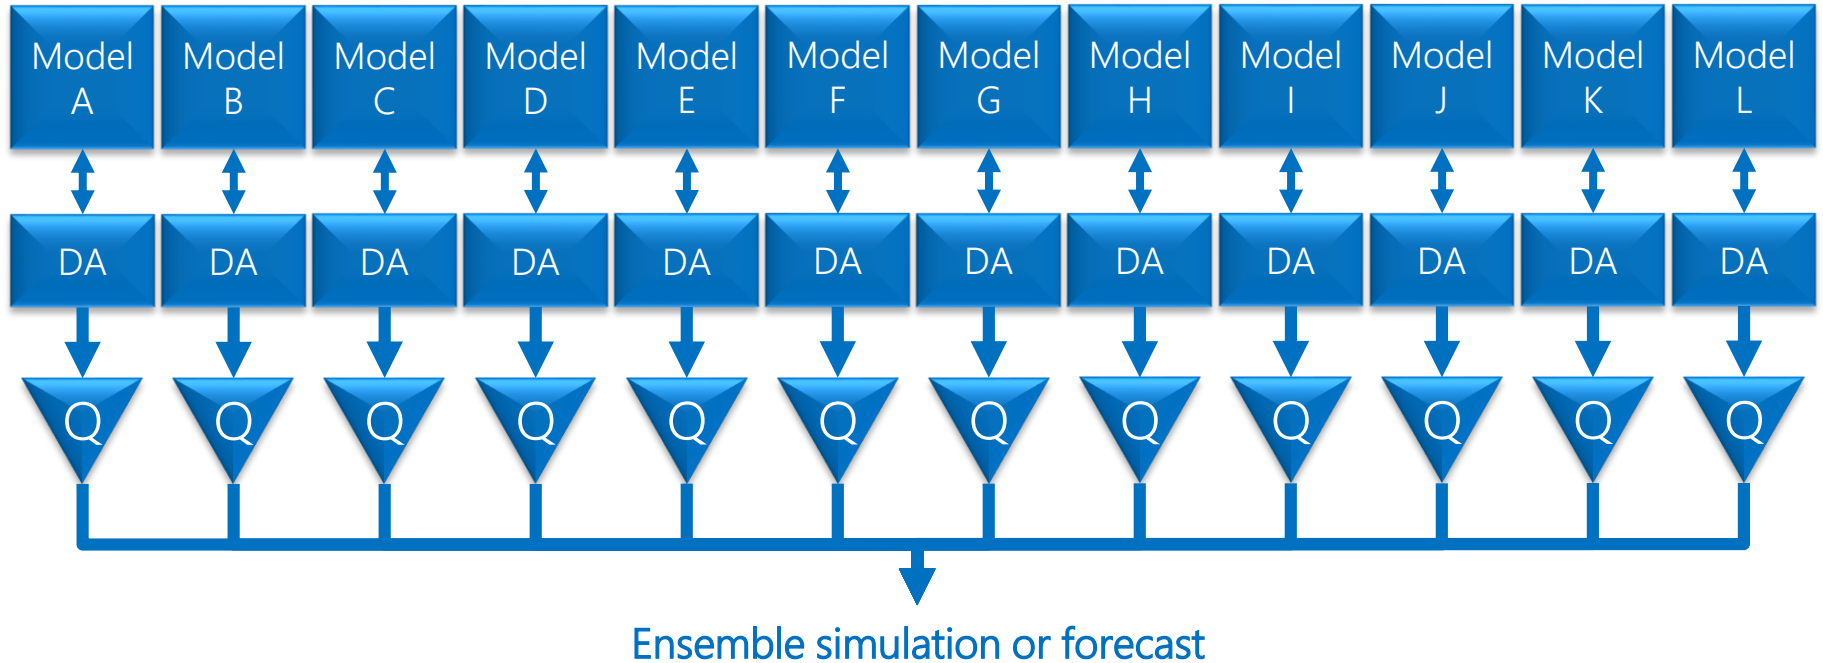 Model Model Model Model Model Model Model Model Model Model Model Model
A B C D E F G H I J K L
DA DA DA DA DA DA DA DA DA DA DA DA
Q Q Q Q Q Q Q Q Q Q Q Q
Ensemble simulation or forecast